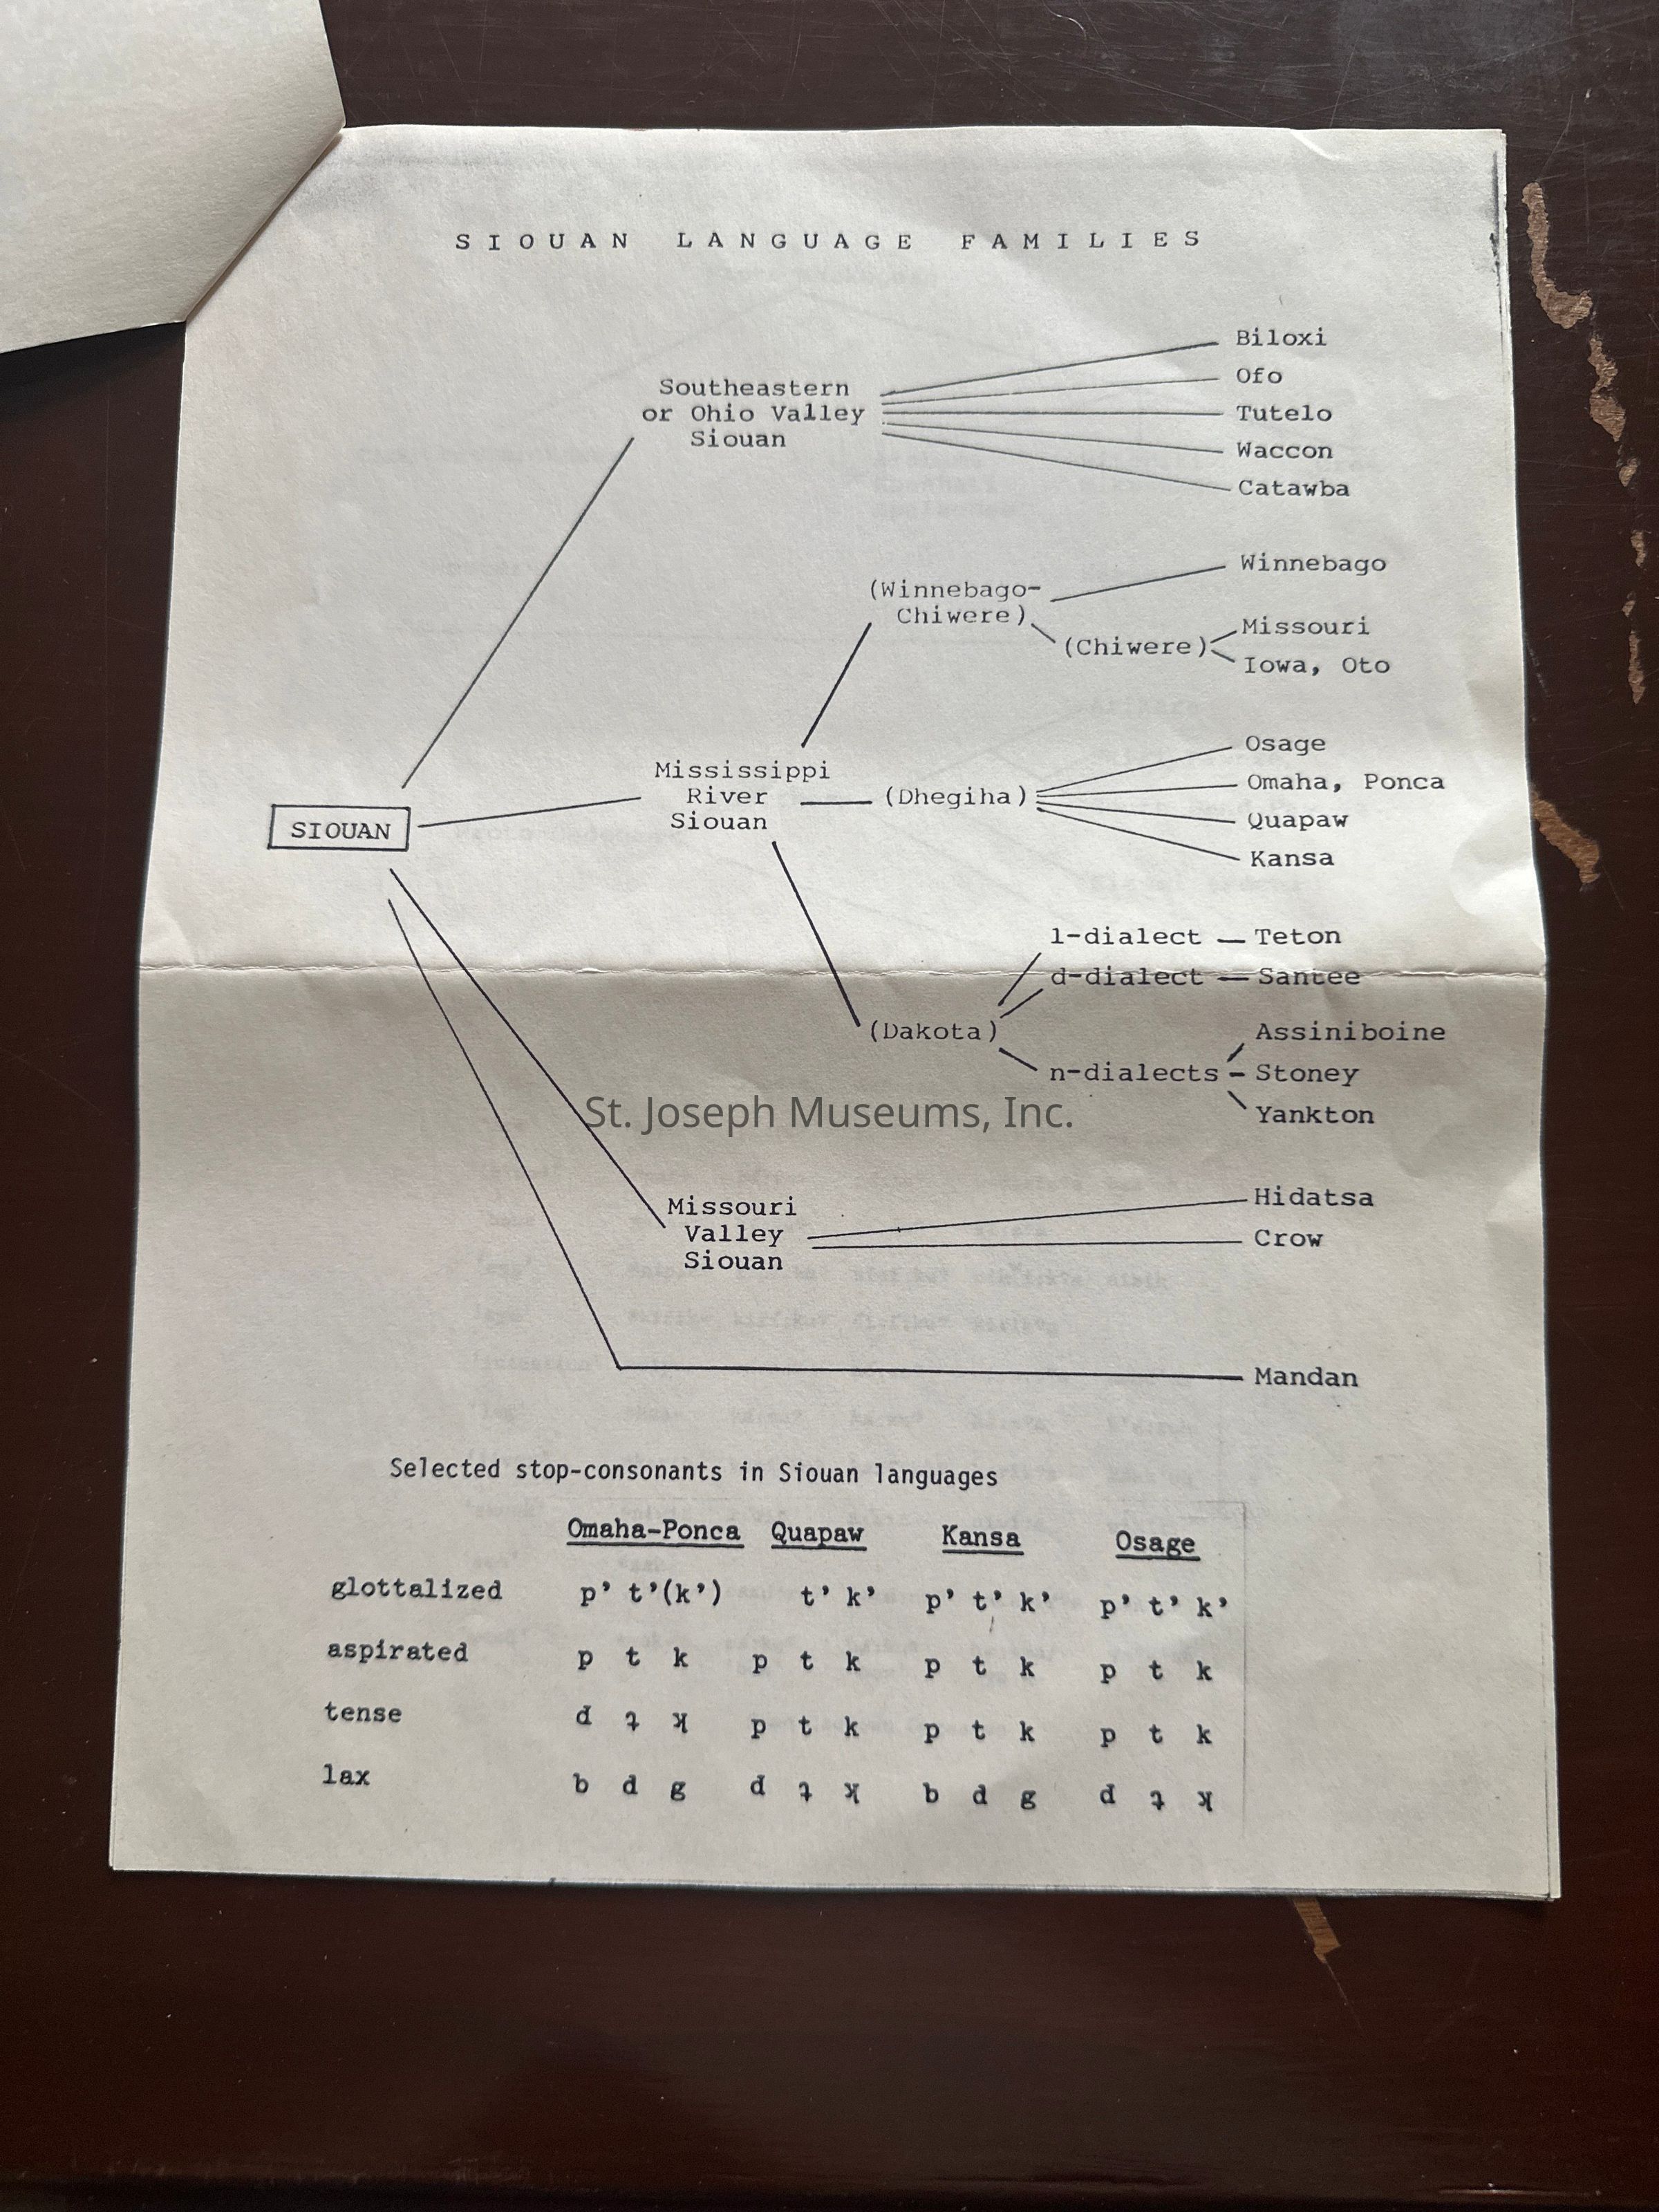 SIOUAN LANGUAGE FAMILIES
Biloxi
Southeastern
or Ohio Valley
Siouan
Ofo
Tutelo
Waccon
Catawba
(Winnebago-
Chiwere)
Winnebago
(Chiwere)
Missouri
Iowa, Oto
SIOUAN
Mississippi
River
Siouan
(Dhegiha)
Osage
Omaha, Ponca
Quapaw
Kansa
(Dakota)
l-dialect — Teton
d-dialect — Santee
n-dialects
Assiniboine
Stoney
Yankton
St. Joseph Museums, Inc.
Missouri
Valley
Siouan
Hidatsa
Crow
Mandan
Selected stop-consonants in Siouan languages
Omaha-Ponca Quapaw Kansa Osage
glottalized p’ t’(k’) t’ k’ p’ t’ k’ p’ t’ k’
aspirated p t k p t k p t k p t k
tense d ʇ ʞ p t k p t k p t k
lax b d g d ʇ ʞ b d g d ʇ ʞ